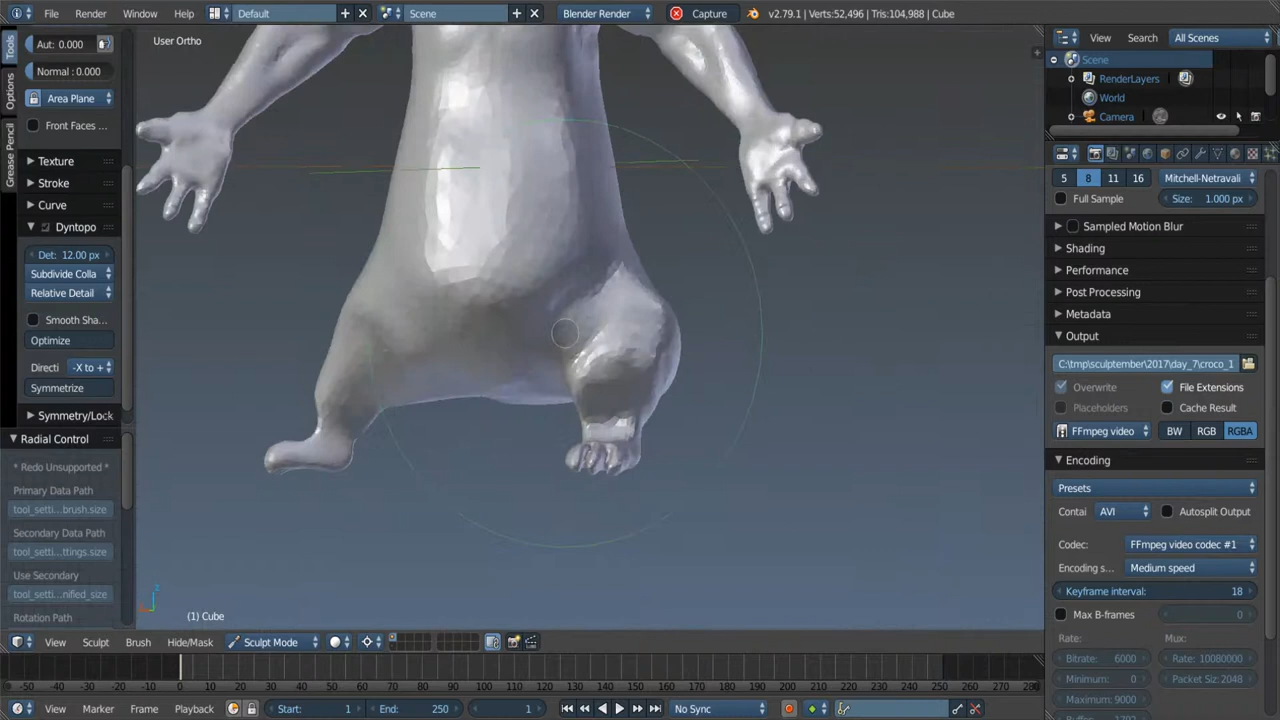 File Render Window Help Default Scene Blender Render Capture v2.79.1 | Verts:52,496 | Tris:104,988 | Cube
Tools
Options
Grease Pencil
Aut: 0.000
Normal : 0.000
Area Plane
Front Faces ...
Texture
Stroke
Curve
Dyntopo
Det: 12.00 px
Subdivide Colla
Relative Detail
Smooth Sha...
Optimize
Directi -X to +
Symmetrize
Symmetry/Lock
Radial Control
* Redo Unsupported *
Primary Data Path
tool_setti...brush.size
Secondary Data Path
tool_setti...ttings.size
Use Secondary
tool_setti...nified_size
Rotation Path
User Ortho
z
(1) Cube
View Sculpt Brush Hide/Mask Sculpt Mode
-50 -40 -30 -20 -10 0 10 20 30 40 50 60 70 80 90 100 110 120 130 140 150 160 170 180 190 200 210 220 230 240 250 260 270 280
View Marker Frame Playback Start: 1 End: 250 1 No Sync
View Search All Scenes
Scene
RenderLayers
World
Camera
5 8 11 16 Mitchell-Netravali
Full Sample Size: 1.000 px
Sampled Motion Blur
Shading
Performance
Post Processing
Metadata
Output
C:\tmp\sculptember\2017\day_7\croco_1
Overwrite File Extensions
Placeholders Cache Result
FFmpeg video BW RGB RGBA
Encoding
Presets
Contai AVI Autosplit Output
Codec: FFmpeg video codec #1
Encoding s... Medium speed
Keyframe interval: 18
Max B-frames 0
Rate: Mux:
Bitrate: 6000 Rate: 10080000
Minimum: 0 Packet Siz: 2048
Maximum: 9000